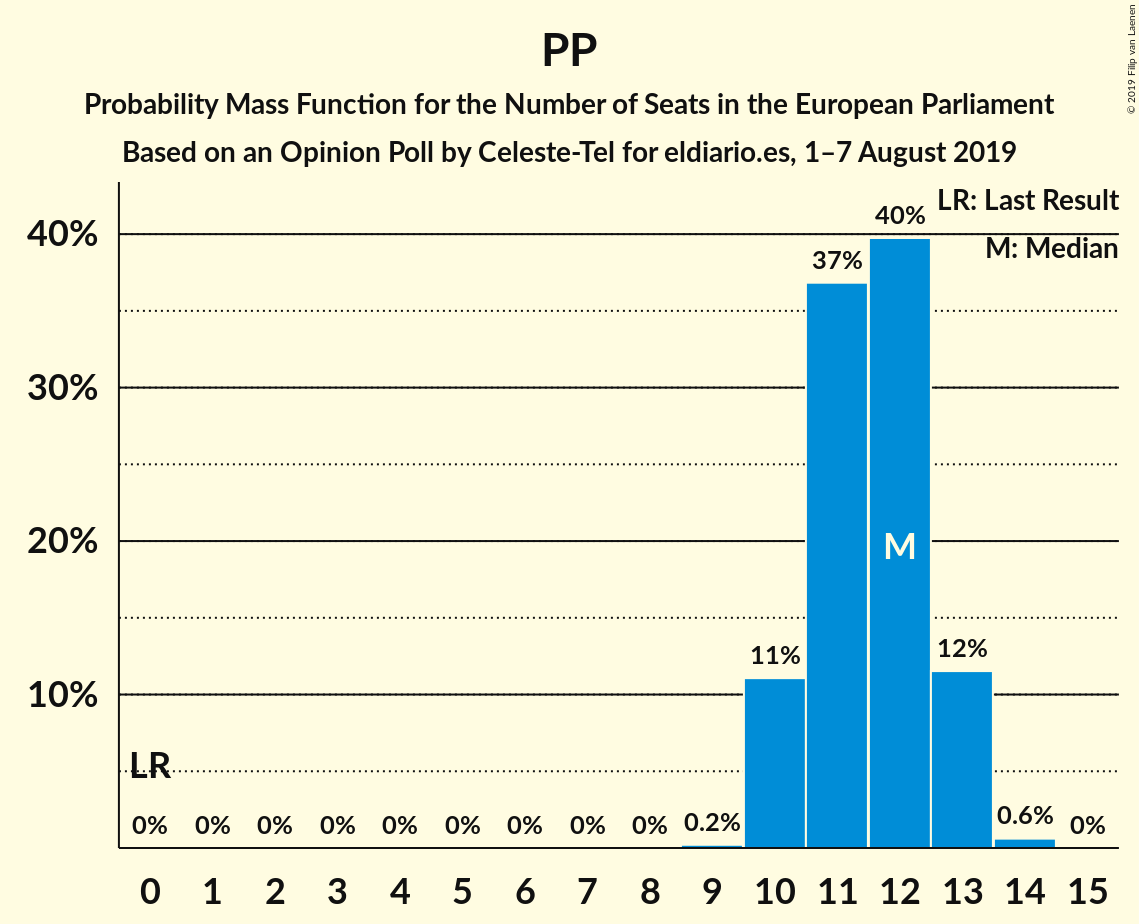 PP
Probability Mass Function for the Number of Seats in the European Parliament
Based on an Opinion Poll by Celeste-Tel for eldiario.es, 1–7 August 2019
© 2019 Filip van Laenen
LR: Last Result
M: Median
40%
30%
20%
10%
LR
0% 0% 0% 0% 0% 0% 0% 0% 0% 0.2% 11% 37% 40% 12% 0.6% 0%
M
0 1 2 3 4 5 6 7 8 9 10 11 12 13 14 15